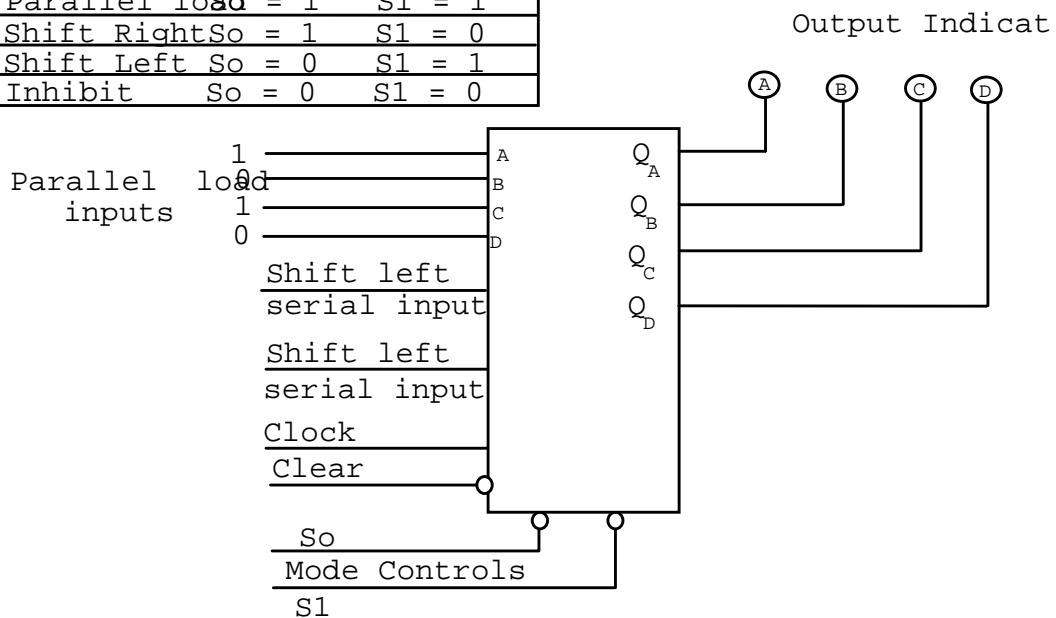 Parallel load So = 1 S1 = 1
Shift Right So = 1 S1 = 0
Shift Left So = 0 S1 = 1
Inhibit So = 0 S1 = 0
Output Indicat
A B C D
Parallel load
inputs
1
0
1
0
A
B
C
D
QA
QB
QC
QD
Shift left
serial input
Shift left
serial input
Clock
Clear
So
Mode Controls
S1